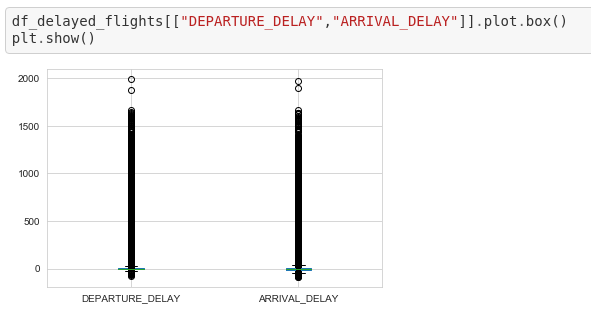 df_delayed_flights[["DEPARTURE_DELAY","ARRIVAL_DELAY"]].plot.box()
plt.show()
2000
1500
1000
500
0
DEPARTURE_DELAY ARRIVAL_DELAY